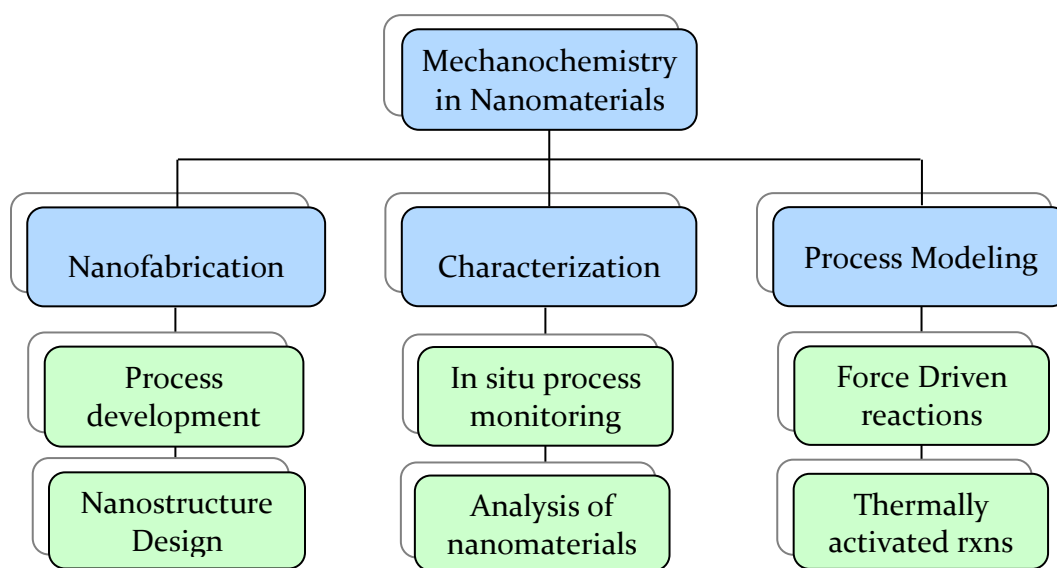 Mechanochemistry
in Nanomaterials
Nanofabrication
Characterization
Process Modeling
Process
development
In situ process
monitoring
Force Driven
reactions
Nanostructure
Design
Analysis of
nanomaterials
Thermally
activated rxns